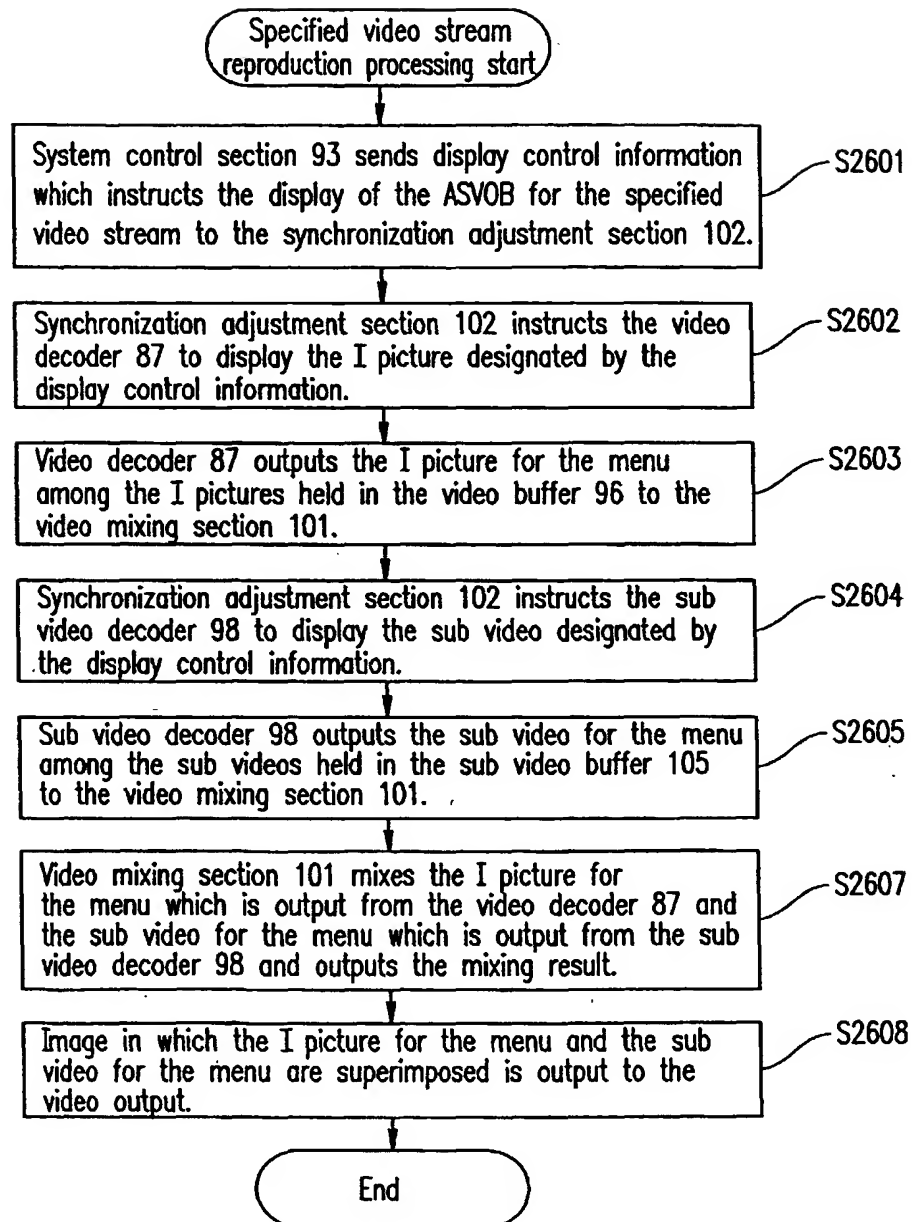 Specified video stream
reproduction processing start
System control section 93 sends display control information
which instructs the display of the ASVOB for the specified
video stream to the synchronization adjustment section 102.
S2601
Synchronization adjustment section 102 instructs the video
decoder 87 to display the I picture designated by the
display control information.
S2602
Video decoder 87 outputs the I picture for the menu
among the I pictures held in the video buffer 96 to the
video mixing section 101.
S2603
Synchronization adjustment section 102 instructs the sub
video decoder 98 to display the sub video designated by
the display control information.
S2604
Sub video decoder 98 outputs the sub video for the menu
among the sub videos held in the sub video buffer 105
to the video mixing section 101.
S2605
Video mixing section 101 mixes the I picture for
the menu which is output from the video decoder 87 and
the sub video for the menu which is output from the sub
video decoder 98 and outputs the mixing result.
S2607
Image in which the I picture for the menu and the sub
video for the menu are superimposed is output to the
video output.
S2608
End